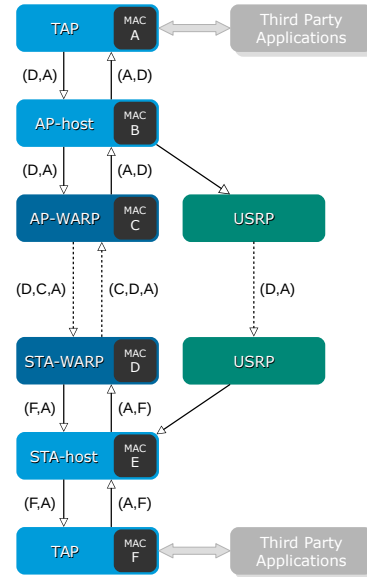 TAP
MAC
A
Third Party
Applications
(D,A)
(A,D)
AP-host
MAC
B
(D,A)
(A,D)
AP-WARP
MAC
C
USRP
(D,C,A)
(C,D,A)
(D,A)
STA-WARP
MAC
D
USRP
(F,A)
(A,F)
STA-host
MAC
E
(F,A)
(A,F)
TAP
MAC
F
Third Party
Applications